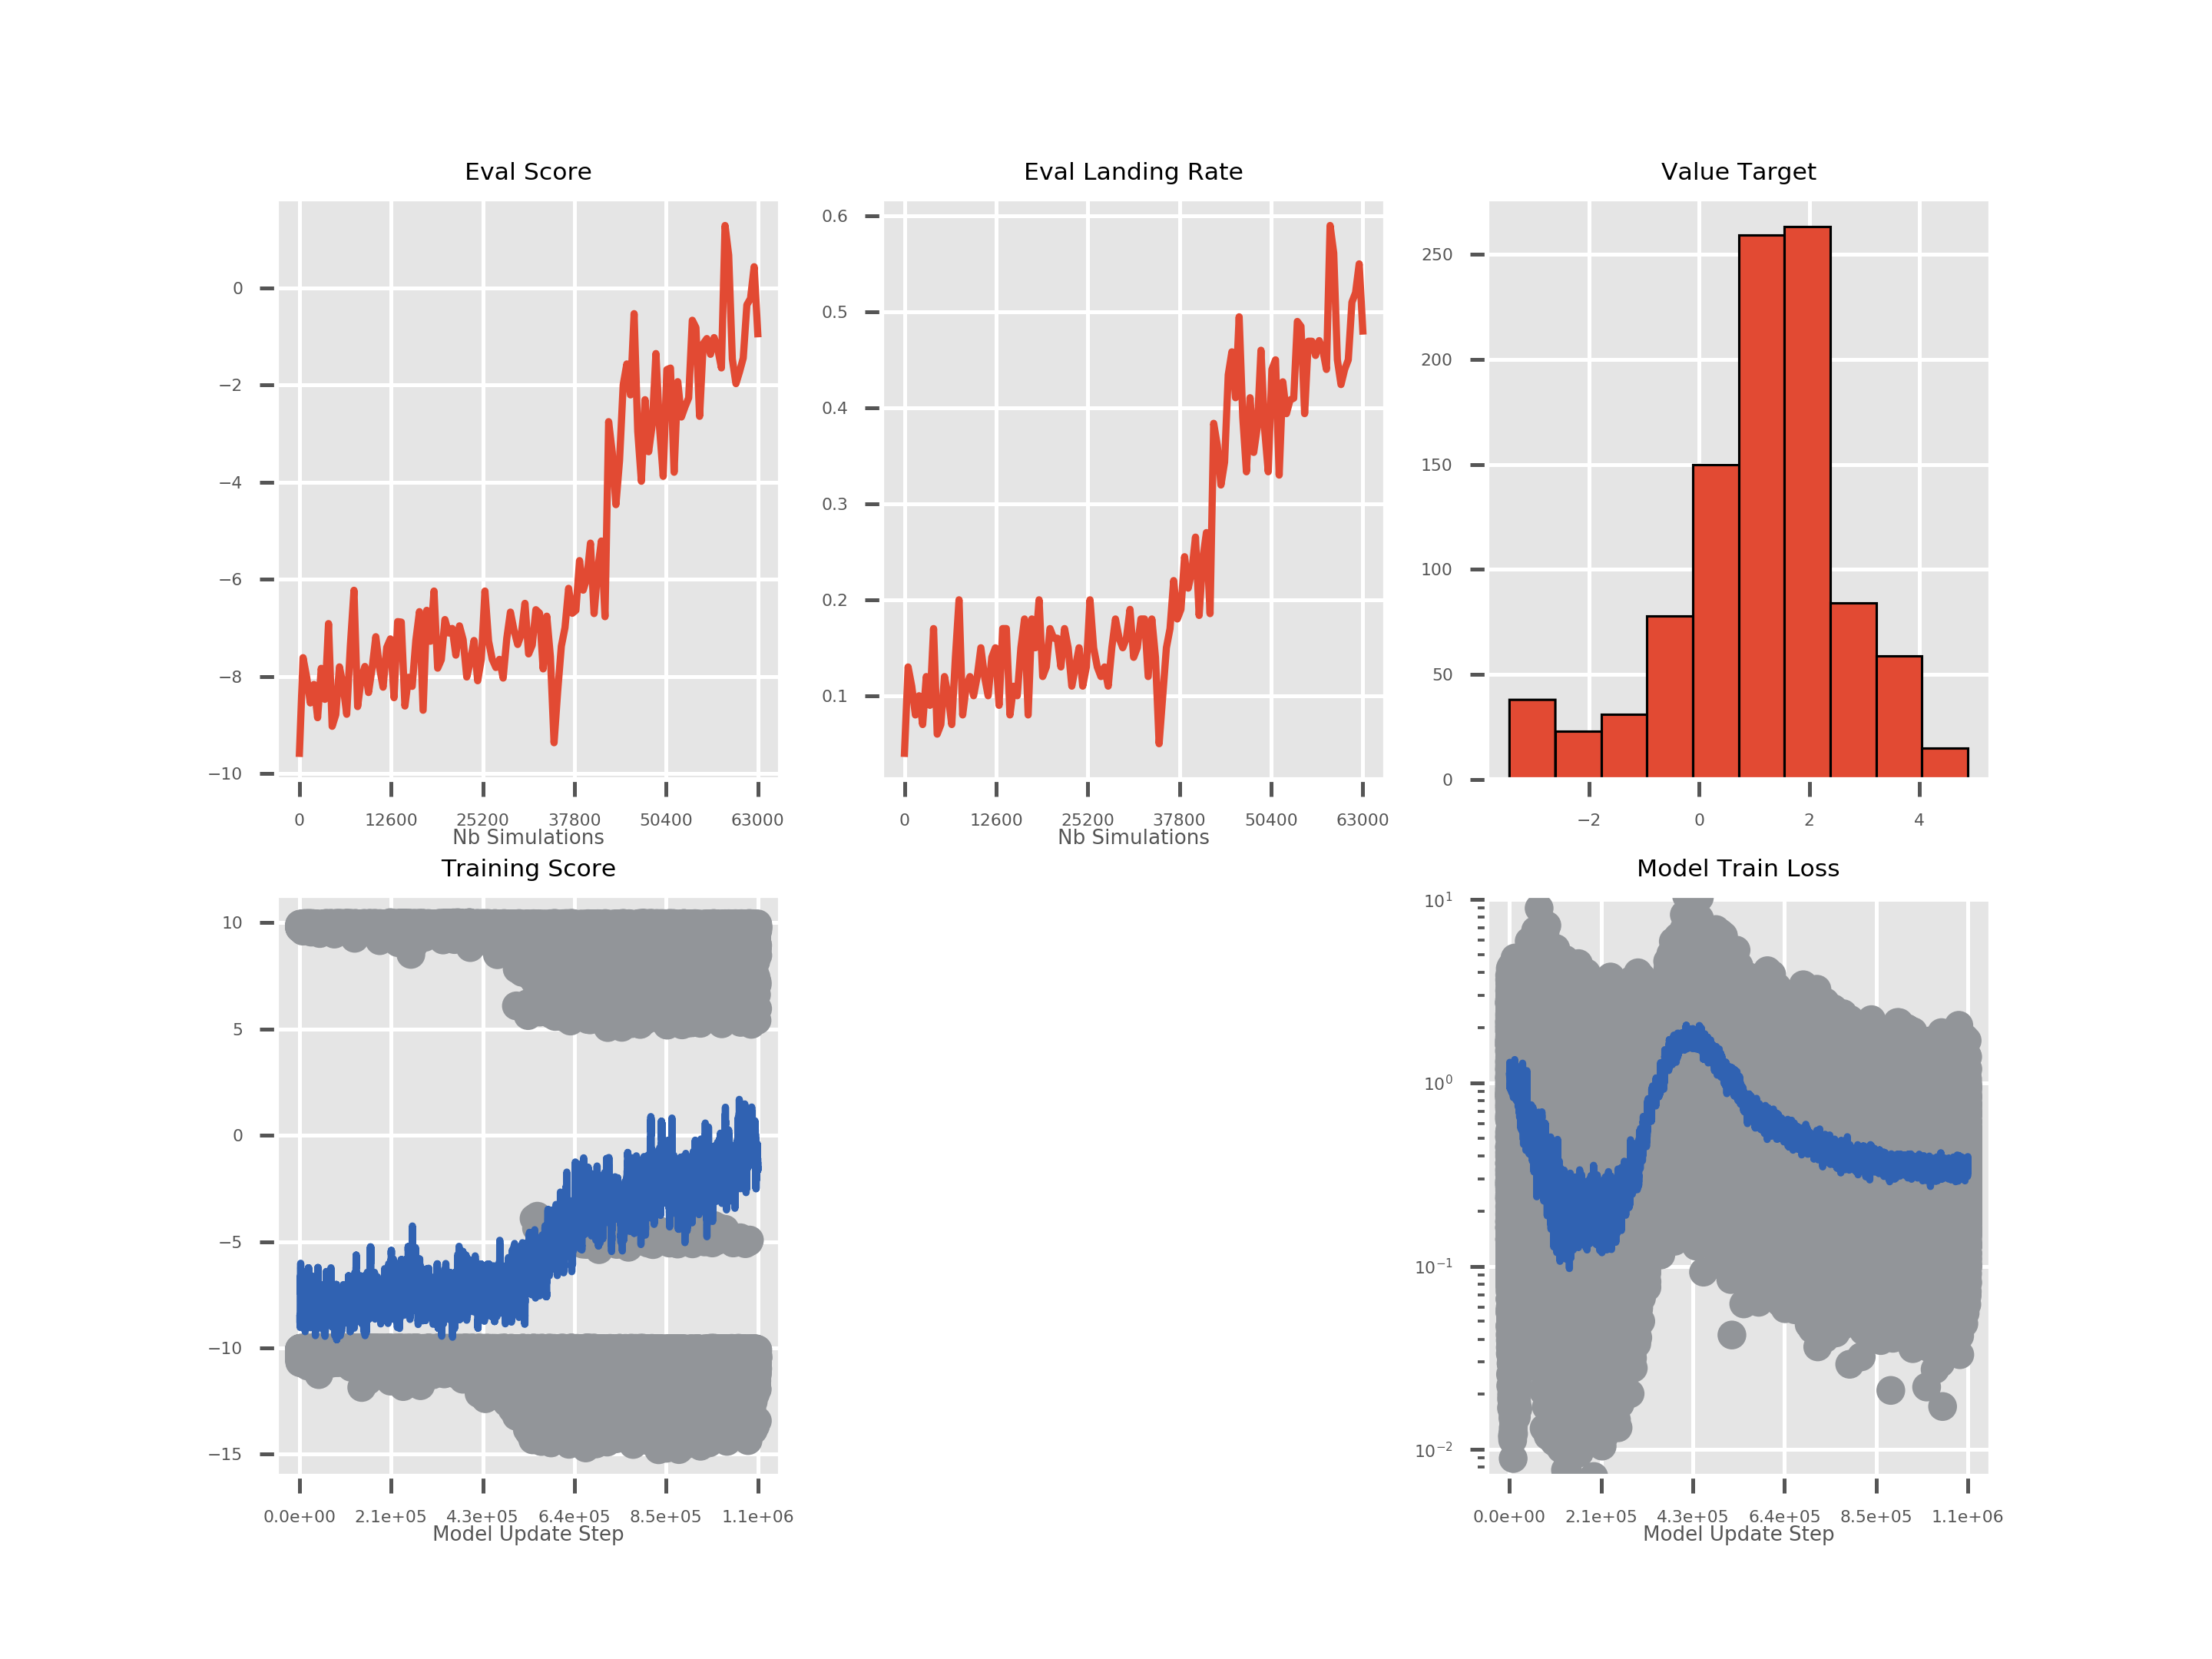 Eval Score
0
−2
−4
−6
−8
−10
0 12600 25200 37800 50400 63000
Nb Simulations
Eval Landing Rate
0.6
0.5
0.4
0.3
0.2
0.1
0 12600 25200 37800 50400 63000
Nb Simulations
Value Target
250
200
150
100
50
0
−2 0 2 4
Training Score
10
5
0
−5
−10
−15
0.0e+00 2.1e+05 4.3e+05 6.4e+05 8.5e+05 1.1e+06
Model Update Step
Model Train Loss
10¹
10⁰
10⁻¹
10⁻²
0.0e+00 2.1e+05 4.3e+05 6.4e+05 8.5e+05 1.1e+06
Model Update Step